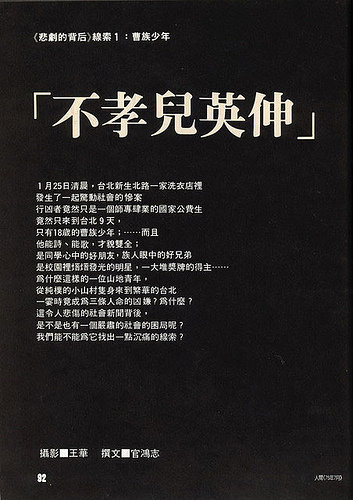 《悲劇的背后》線索1：曹族少年
「不孝兒英伸」
1月25日清晨，台北新生北路一家洗衣店裡
發生了一起驚動社會的慘案
行凶者竟然只是一個師專肄業的國家公費生
竟然只來到台北9天，
只有18歲的曹族少年；……而且
他能詩、能歌，才貌雙全；
是同學心中的好朋友，族人眼中的好兄弟
是校園裡熠熠發光的明星，一大堆獎牌的得主……
爲什麼這樣的一位山地青年，
從純樸的小山村隻身來到繁華的台北
一霎時竟成爲三條人命的凶嫌？爲什麼？
這令人悲傷的社會新聞背後，
是不是也有一個嚴肅的社會的困局呢？
我們能不能爲它找出一點沉痛的線索？
攝影■王華　撰文■官鴻志
92
人間(75年7月)